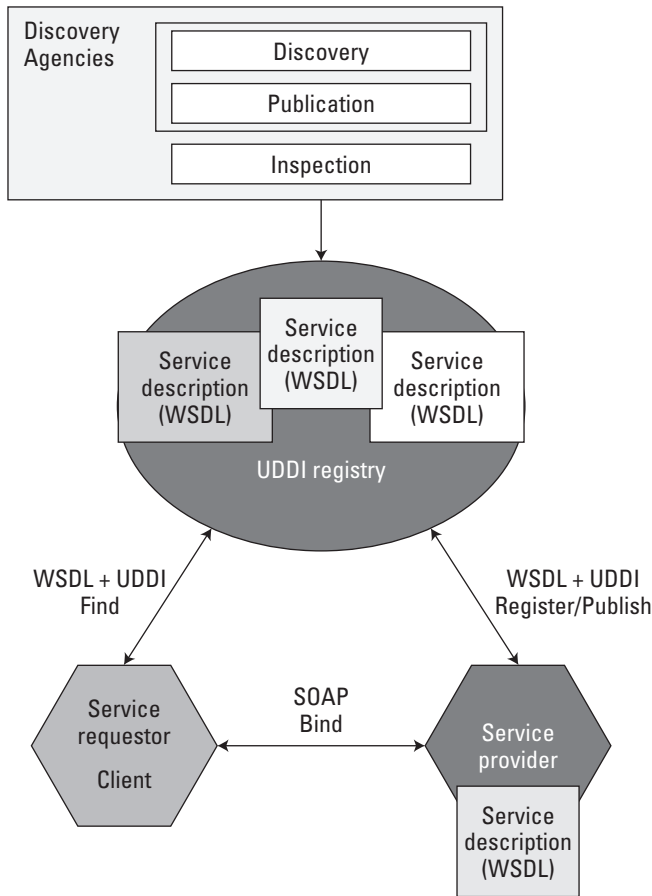 Discovery
Agencies
Discovery
Publication
Inspection
Service
description
(WSDL)
Service
description
(WSDL)
Service
description
(WSDL)
UDDI registry
WSDL + UDDI
Find
WSDL + UDDI
Register/Publish
Service
requestor
Client
SOAP
Bind
Service
provider
Service
description
(WSDL)